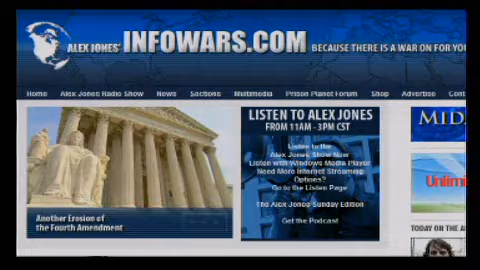 ALEX JONES' INFOWARS.COM BECAUSE THERE IS A WAR ON FOR YOU
Home Alex Jones Radio Show News Sections Multimedia Prison Planet Forum Shop Advertise Cont
LISTEN TO ALEX JONES
FROM 11AM - 3PM CST
Listen to the
Alex Jones Show Now
Listen with Windows Media Player
Need More Internet Streaming
Options?
Go to the Listen Page
The Alex Jones Sunday Edition
Get the Podcast
Another Erosion of
the Fourth Amendment
MID
Unlimi
TODAY ON THE A